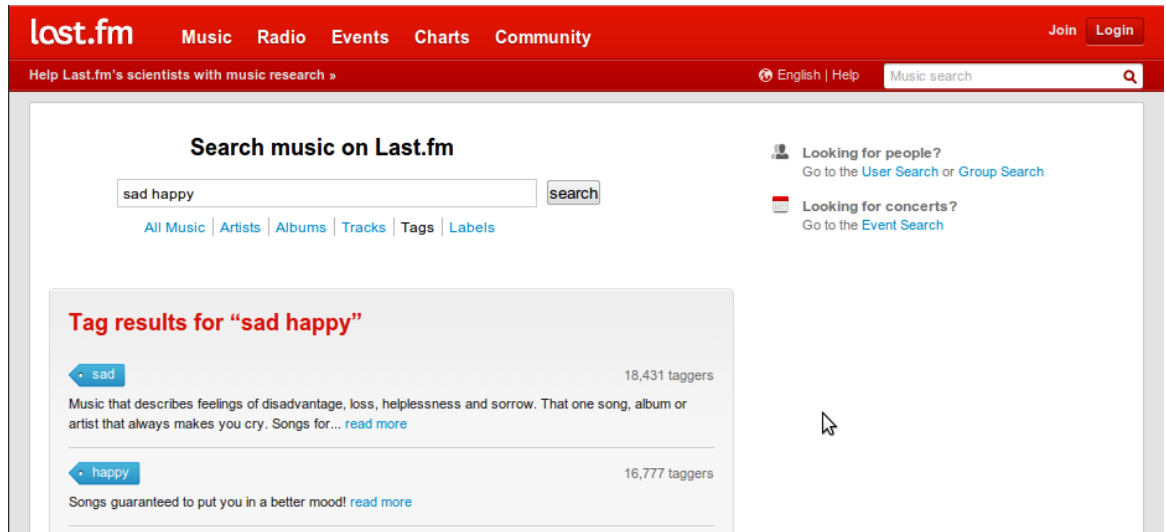 last.fm Music Radio Events Charts Community Join Login
Help Last.fm's scientists with music research » English | Help Music search
Search music on Last.fm
sad happy search
All Music | Artists | Albums | Tracks | Tags | Labels
Looking for people?
Go to the User Search or Group Search
Looking for concerts?
Go to the Event Search
Tag results for “sad happy”
sad 18,431 taggers
Music that describes feelings of disadvantage, loss, helplessness and sorrow. That one song, album or
artist that always makes you cry. Songs for... read more
happy 16,777 taggers
Songs guaranteed to put you in a better mood! read more